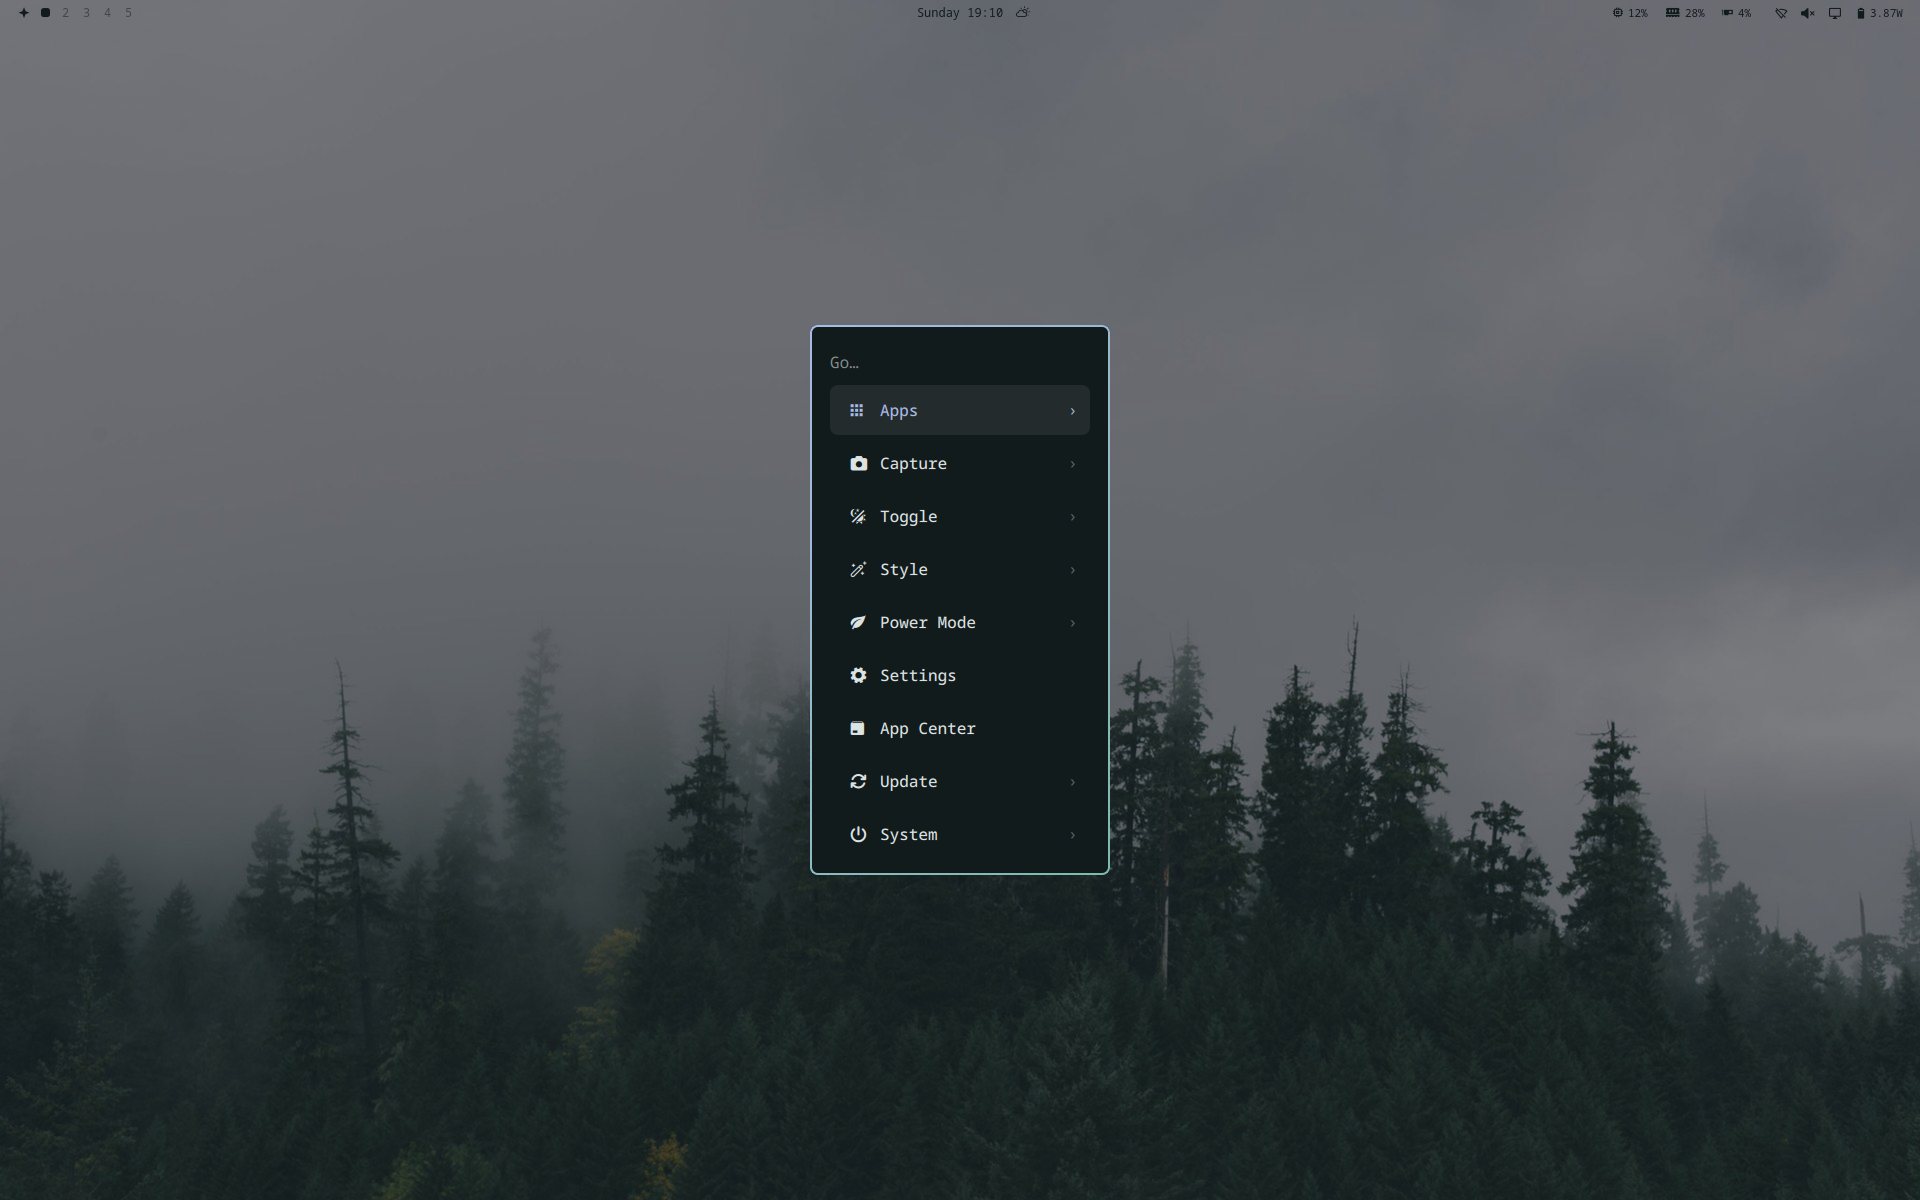 2 3 4 5
Sunday 19:10
12% 28% 4% 3.87W
Go…
Apps
Capture
Toggle
Style
Power Mode
Settings
App Center
Update
System